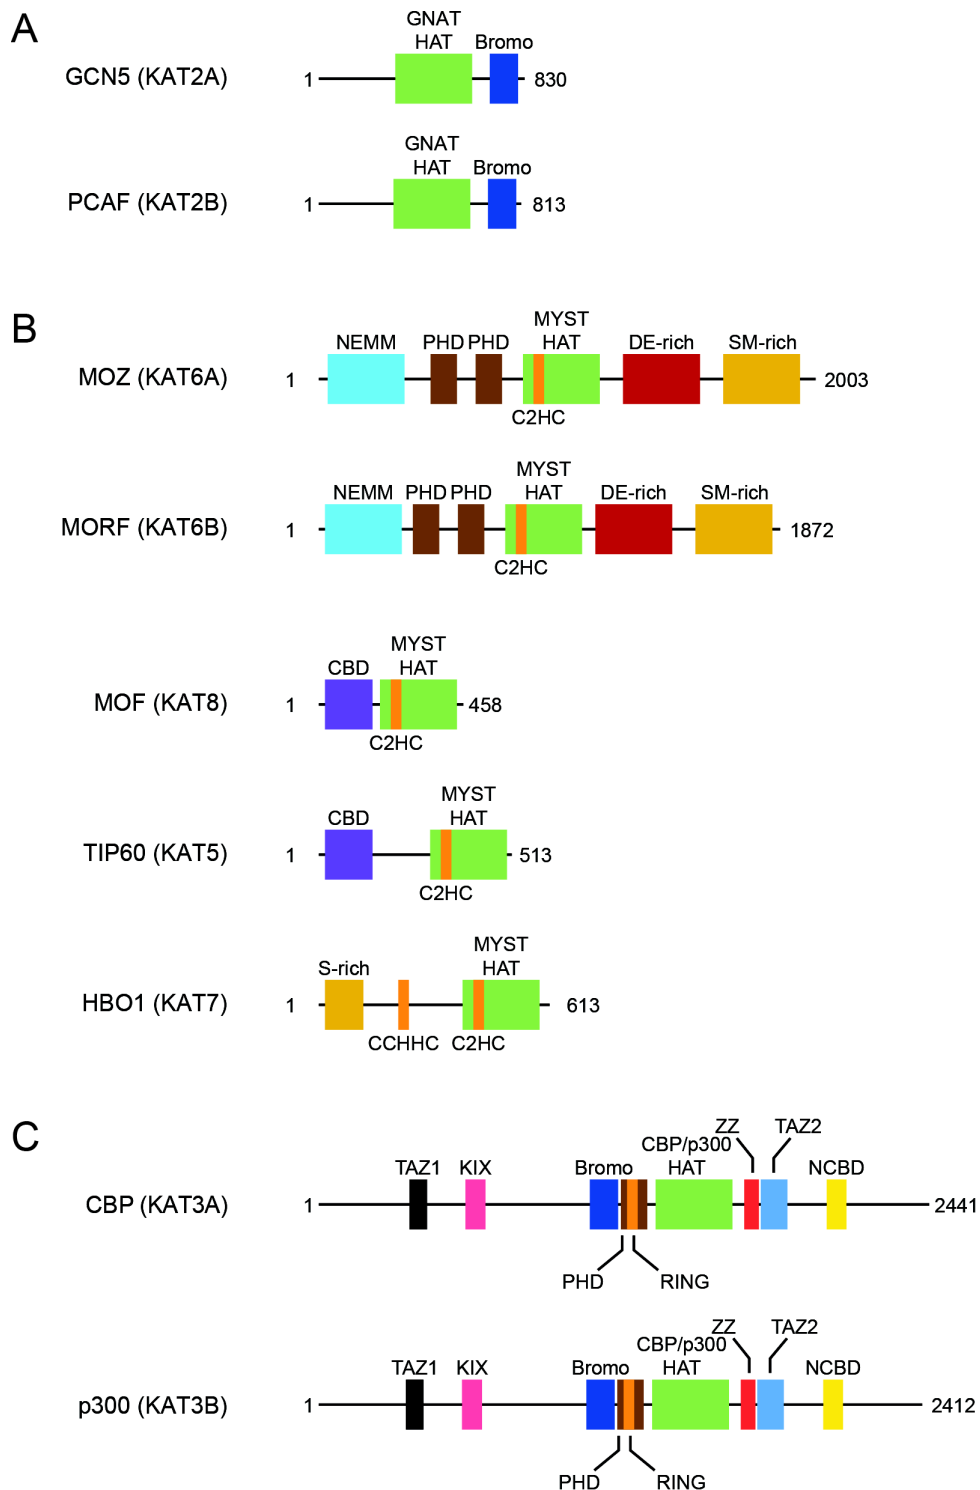 A
GNAT
HAT Bromo
GCN5 (KAT2A) 1 830
GNAT
HAT Bromo
PCAF (KAT2B) 1 813
B
MYST
NEMM PHD PHD HAT DE-rich SM-rich
MOZ (KAT6A) 1 2003
C2HC
MYST
NEMM PHD PHD HAT DE-rich SM-rich
MORF (KAT6B) 1 1872
C2HC
MYST
CBD HAT
MOF (KAT8) 1 458
C2HC
MYST
CBD HAT
TIP60 (KAT5) 1 513
C2HC
MYST
S-rich HAT
HBO1 (KAT7) 1 613
CCHHC C2HC
C
ZZ TAZ2
CBP/p300
TAZ1 KIX Bromo HAT NCBD
CBP (KAT3A) 1 2441
PHD RING
ZZ TAZ2
CBP/p300
TAZ1 KIX Bromo HAT NCBD
p300 (KAT3B) 1 2412
PHD RING